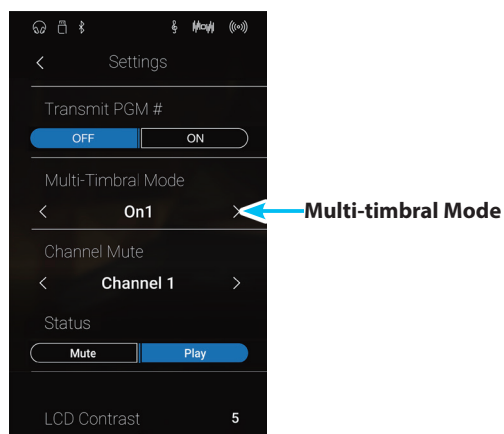 Settings
Transmit PGM #
OFF ON
Multi-Timbral Mode
On1
Multi-timbral Mode
Channel Mute
Channel 1
Status
Mute Play
LCD Contrast 5